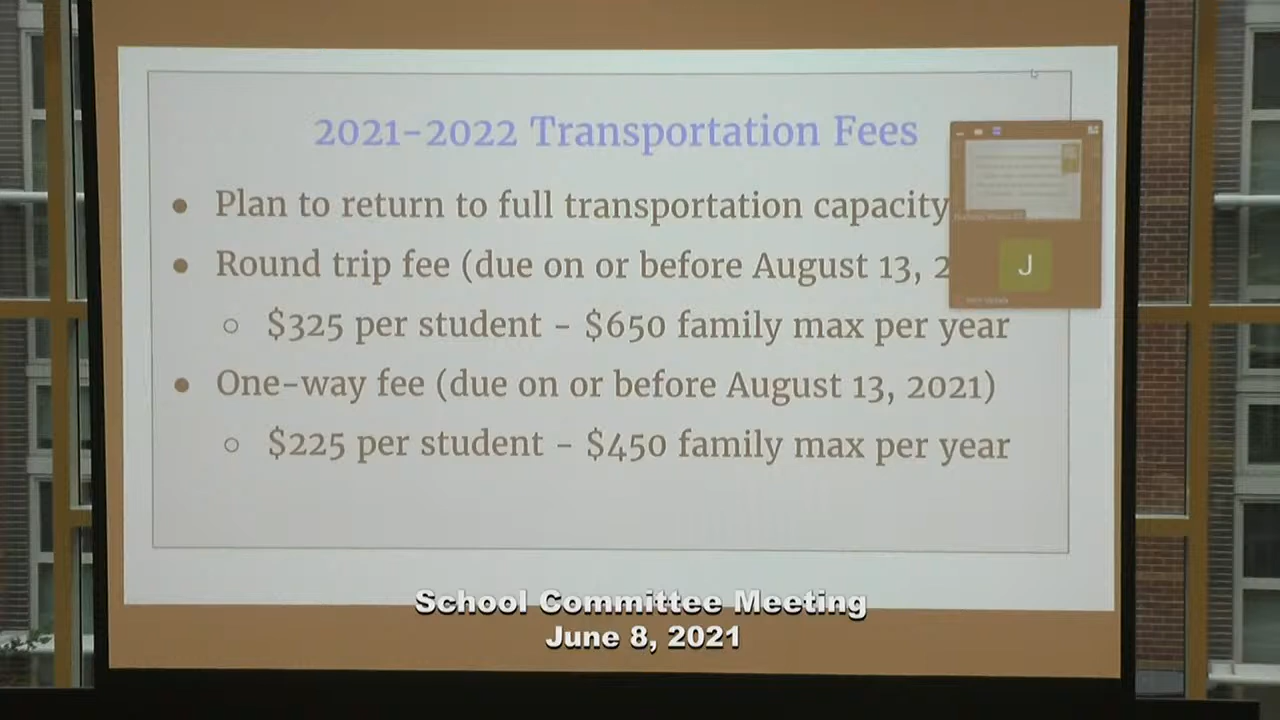 2021-2022 Transportation Fees
● Plan to return to full transportation capacity
● Round trip fee (due on or before August 13, 2
○ $325 per student - $650 family max per year
J
● One-way fee (due on or before August 13, 2021)
○ $225 per student - $450 family max per year
School Committee Meeting
June 8, 2021